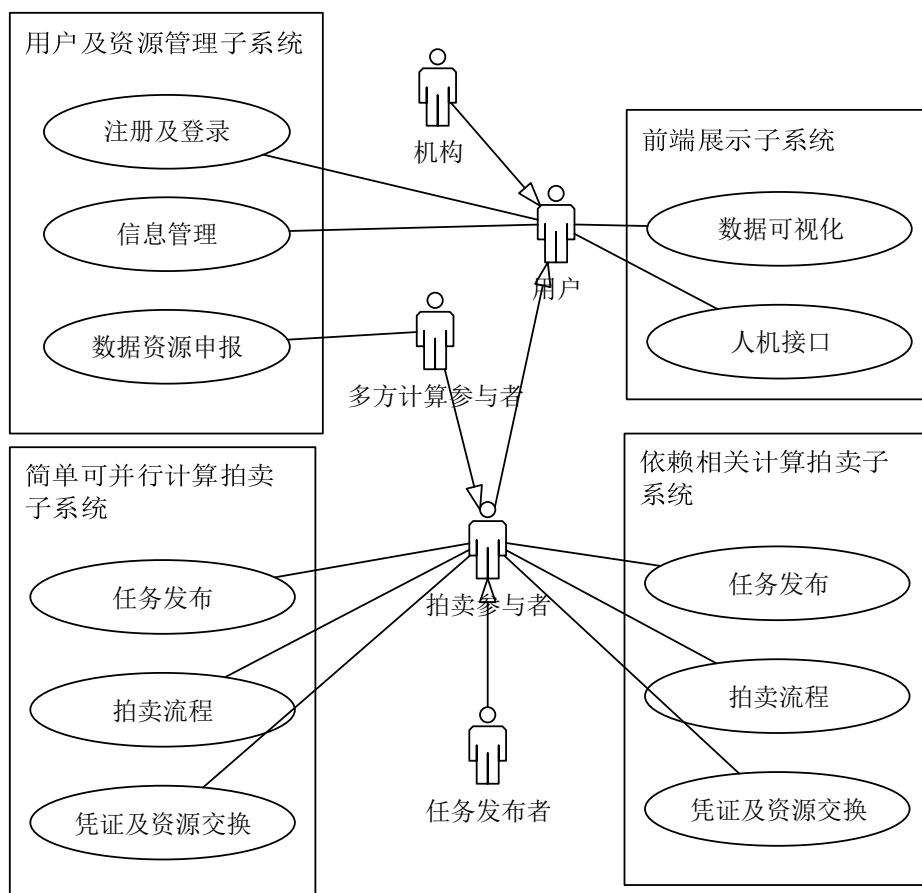 用户及资源管理子系统
注册及登录
信息管理
数据资源申报
机构
用户
多方计算参与者
前端展示子系统
数据可视化
人机接口
简单可并行计算拍卖
子系统
任务发布
拍卖流程
凭证及资源交换
拍卖参与者
任务发布者
依赖相关计算拍卖子
系统
任务发布
拍卖流程
凭证及资源交换